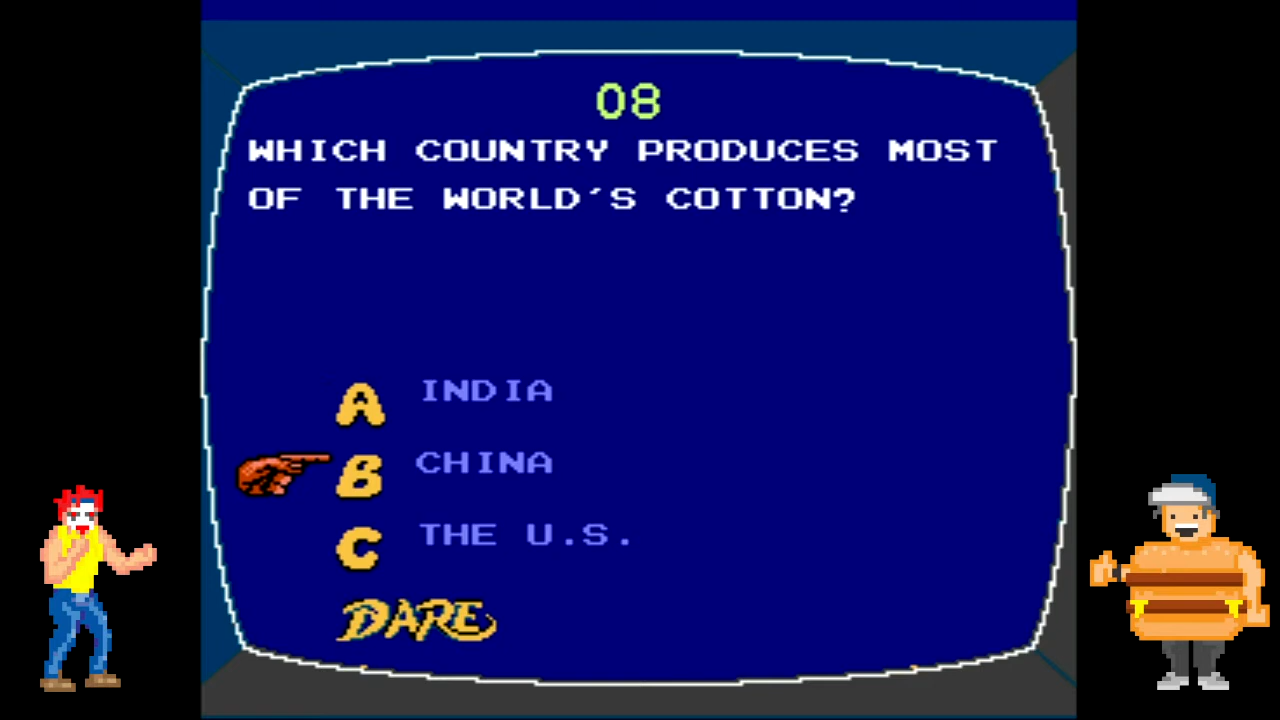 08
WHICH COUNTRY PRODUCES MOST
OF THE WORLD'S COTTON?
A INDIA
B CHINA
C THE U.S.
DARE